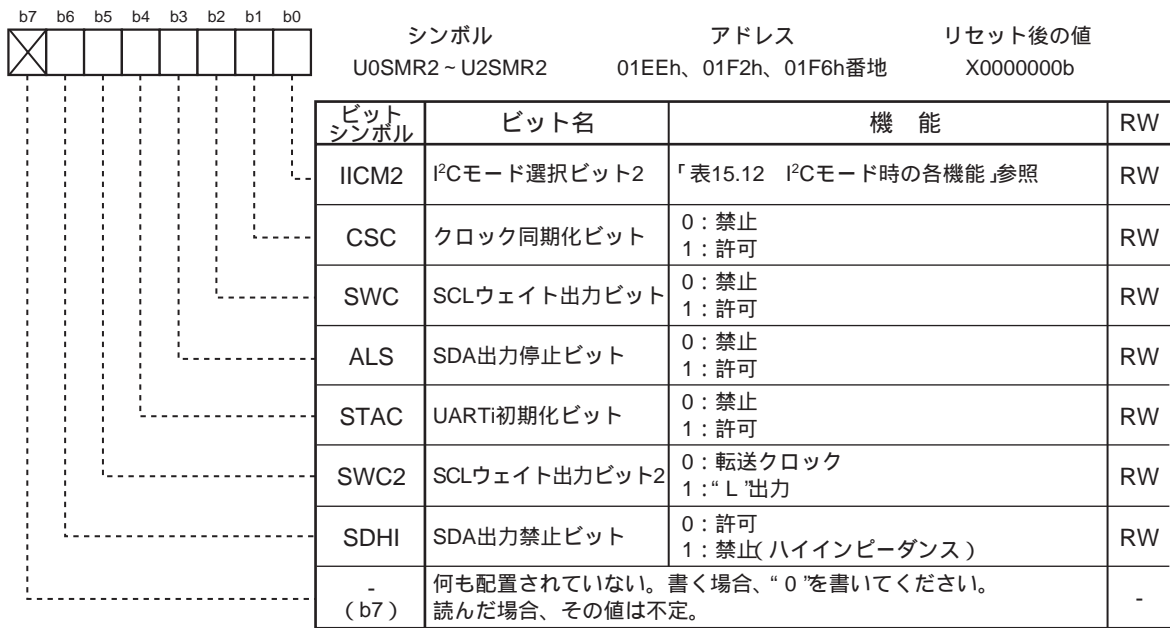 b7 b6 b5 b4 b3 b2 b1 b0
シンボル アドレス リセット後の値
U0SMR2～U2SMR2 01EEh、01F2h、01F6h番地 X0000000b
ビットシンボル ビット名 機　能 RW
IICM2 I²Cモード選択ビット2 「表15.12　I²Cモード時の各機能」参照 RW
CSC クロック同期化ビット 0：禁止
1：許可 RW
SWC SCLウェイト出力ビット 0：禁止
1：許可 RW
ALS SDA出力停止ビット 0：禁止
1：許可 RW
STAC UARTi初期化ビット 0：禁止
1：許可 RW
SWC2 SCLウェイト出力ビット2 0：転送クロック
1：“L”出力 RW
SDHI SDA出力禁止ビット 0：許可
1：禁止（ハイインピーダンス） RW
-
（b7） 何も配置されていない。書く場合、“0”を書いてください。
読んだ場合、その値は不定。 -